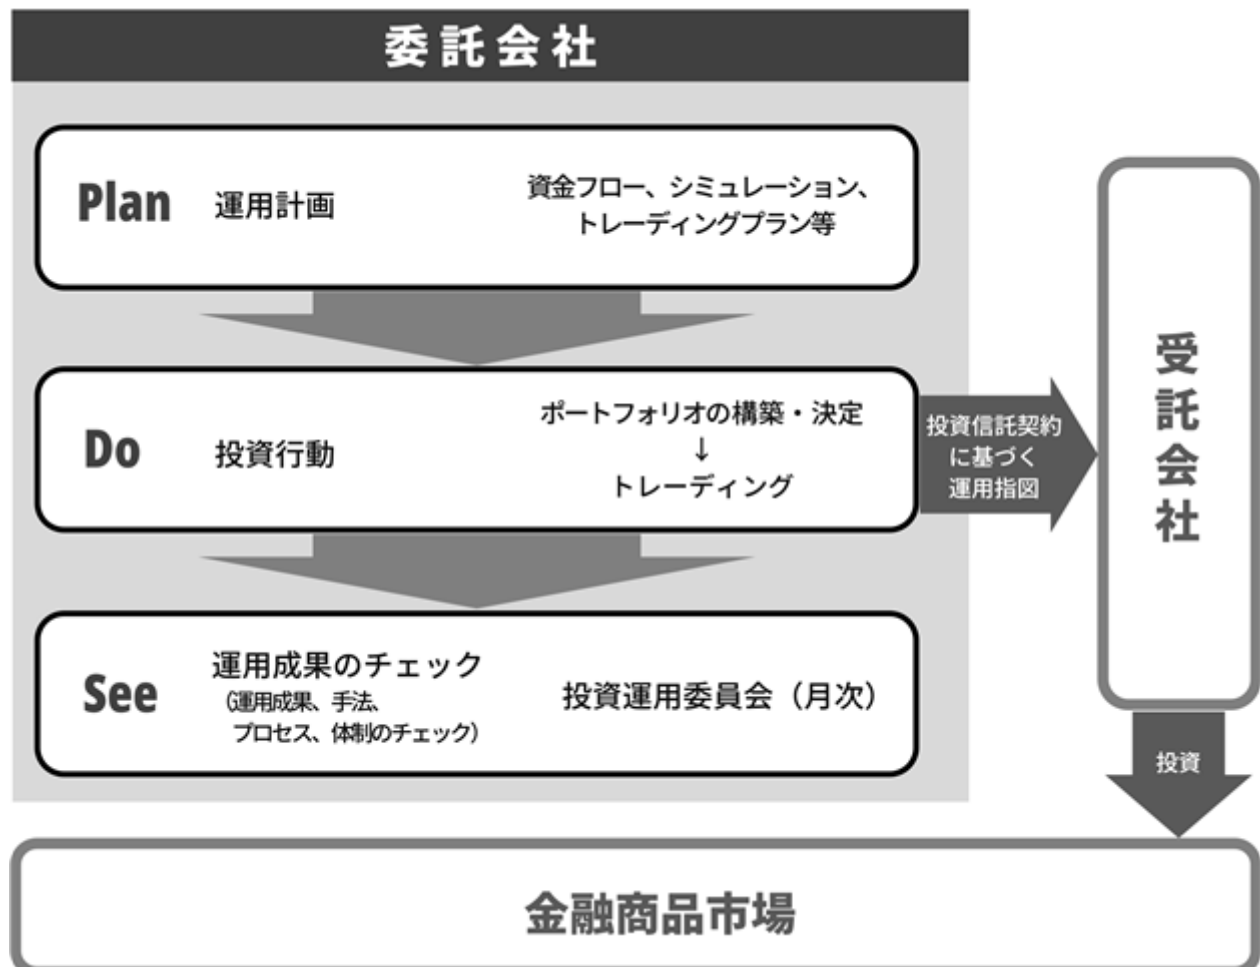 委託会社
Plan 運用計画
資金フロー、シミュレーション、
トレーディングプラン等
Do 投資行動
ポートフォリオの構築・決定
↓
トレーディング
投資信託契約
に基づく
運用指図
受託会社
See 運用成果のチェック
(運用成果、手法、
プロセス、体制のチェック)
投資運用委員会（月次）
投資
金融商品市場